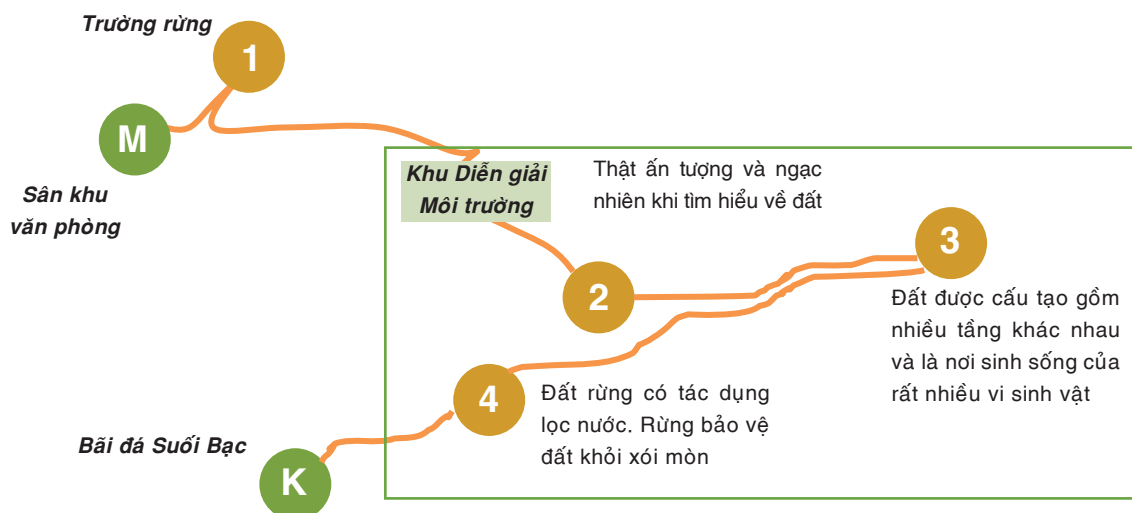 Trường rừng
1
M
Sân khu
văn phòng
Khu Diễn giải
Môi trường
Thật ấn tượng và ngạc
nhiên khi tìm hiểu về đất
2
3
Đất được cấu tạo gồm
nhiều tầng khác nhau
và là nơi sinh sống của
rất nhiều vi sinh vật
4
Đất rừng có tác dụng
lọc nước. Rừng bảo vệ
đất khỏi xói mòn
Bãi đá Suối Bạc
K